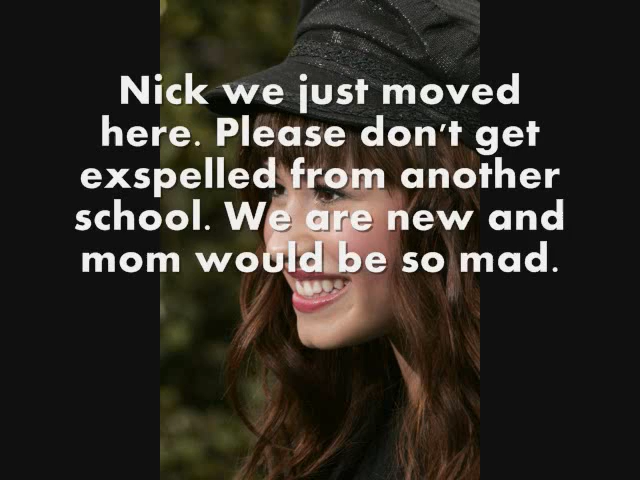 Nick we just moved
here. Please don't get
exspelled from another
school. We are new and
mom would be so mad.